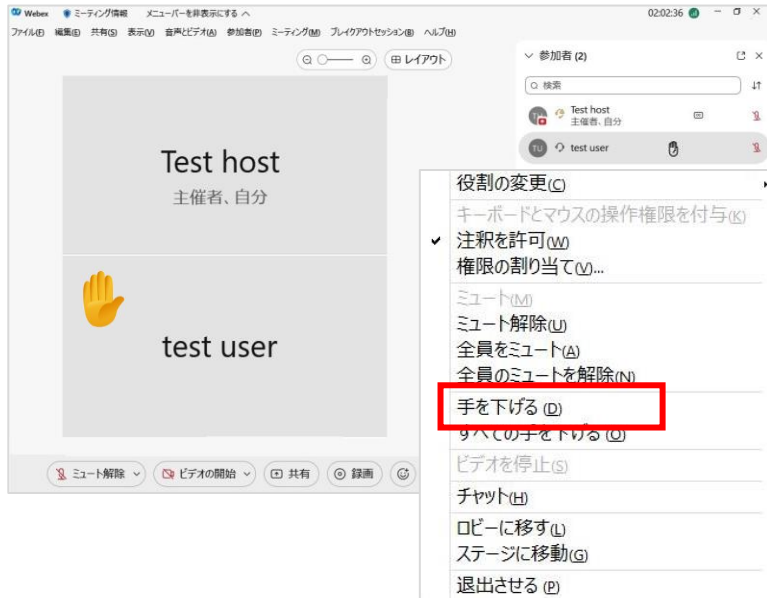 Webex ミーティング情報 メニューバーを非表示にする 02:02:36
ファイル(F) 編集(E) 共有(S) 表示(V) 音声とビデオ(A) 参加者(P) ミーティング(M) ブレイクアウトセッション(B) ヘルプ(H)
レイアウト
Test host
主催者、自分
test user
ミュート解除 ビデオの開始 共有 録画
参加者 (2)
検索
Test host
主催者、自分
TU test user
役割の変更(C)
キーボードとマウスの操作権限を付与(K)
注釈を許可(W)
権限の割り当て(V)...
ミュート(M)
ミュート解除(U)
全員をミュート(A)
全員のミュートを解除(N)
手を下げる (D)
すべての手を下げる (O)
ビデオを停止(S)
チャット(H)
ロビーに移す(L)
ステージに移動(G)
退出させる (P)